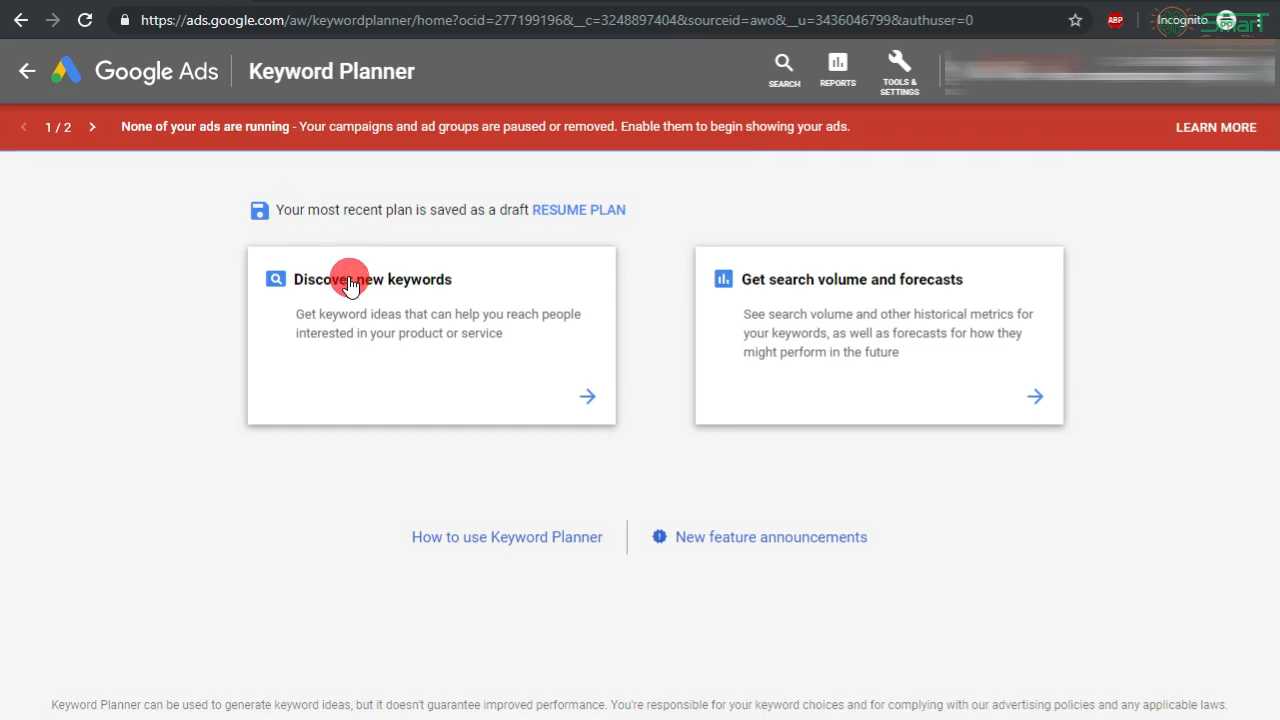 https://ads.google.com/aw/keywordplanner/home?ocid=277199196&__c=3248897404&sourceid=awo&__u=3436046799&authuser=0
ABP
Incognito
SMART
Google Ads
Keyword Planner
SEARCH
REPORTS
TOOLS &
SETTINGS
1 / 2
None of your ads are running - Your campaigns and ad groups are paused or removed. Enable them to begin showing your ads.
LEARN MORE
Your most recent plan is saved as a draft RESUME PLAN
Discover new keywords
Get keyword ideas that can help you reach people
interested in your product or service
Get search volume and forecasts
See search volume and other historical metrics for
your keywords, as well as forecasts for how they
might perform in the future
How to use Keyword Planner
New feature announcements
Keyword Planner can be used to generate keyword ideas, but it doesn't guarantee improved performance. You're responsible for your keyword choices and for complying with our advertising policies and any applicable laws.